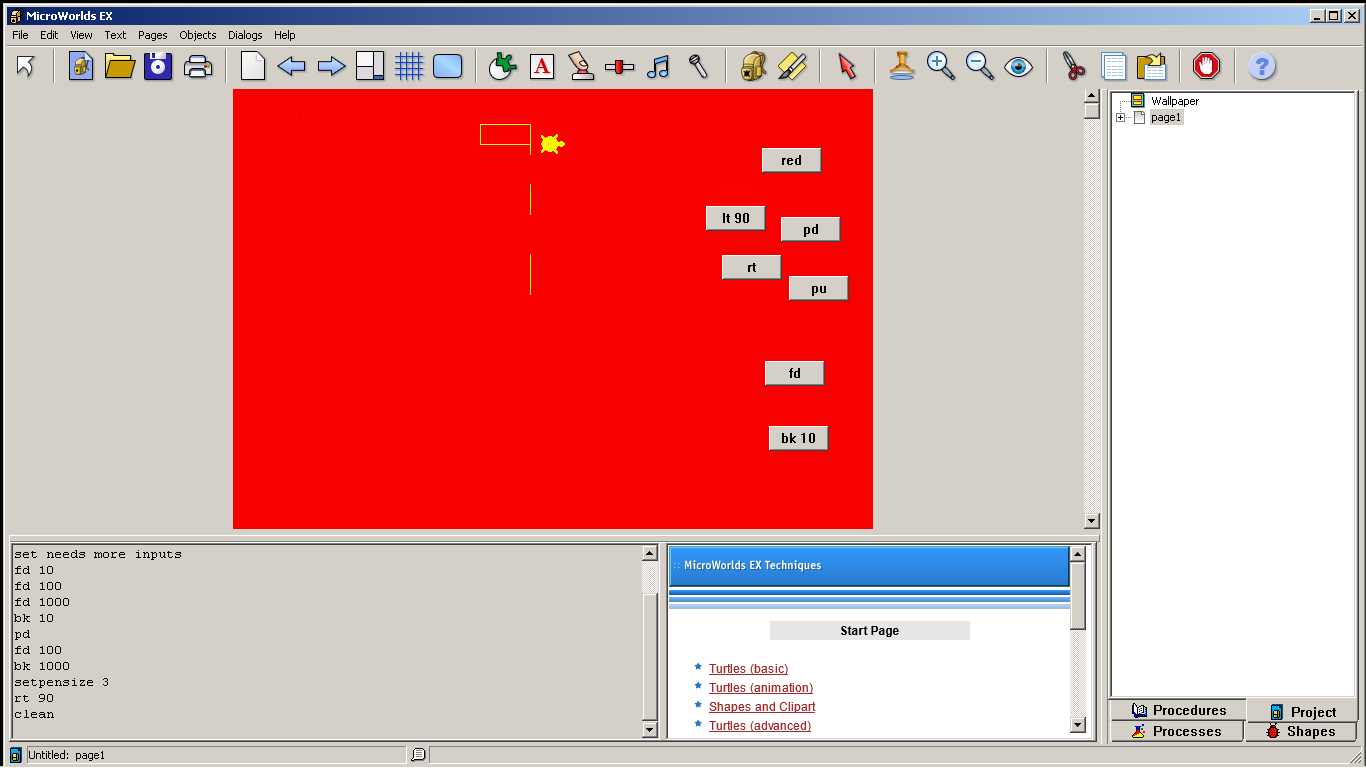 MicroWorlds EX
File Edit View Text Pages Objects Dialogs Help
A
?
Wallpaper
page1
red
lt 90
pd
rt
pu
fd
bk 10
set needs more inputs
fd 10
fd 100
fd 1000
bk 10
pd
fd 100
bk 1000
setpensize 3
rt 90
clean
:: MicroWorlds EX Techniques
Start Page
Turtles (basic)
Turtles (animation)
Shapes and Clipart
Turtles (advanced)
Procedures
Project
Processes
Shapes
Untitled: page1